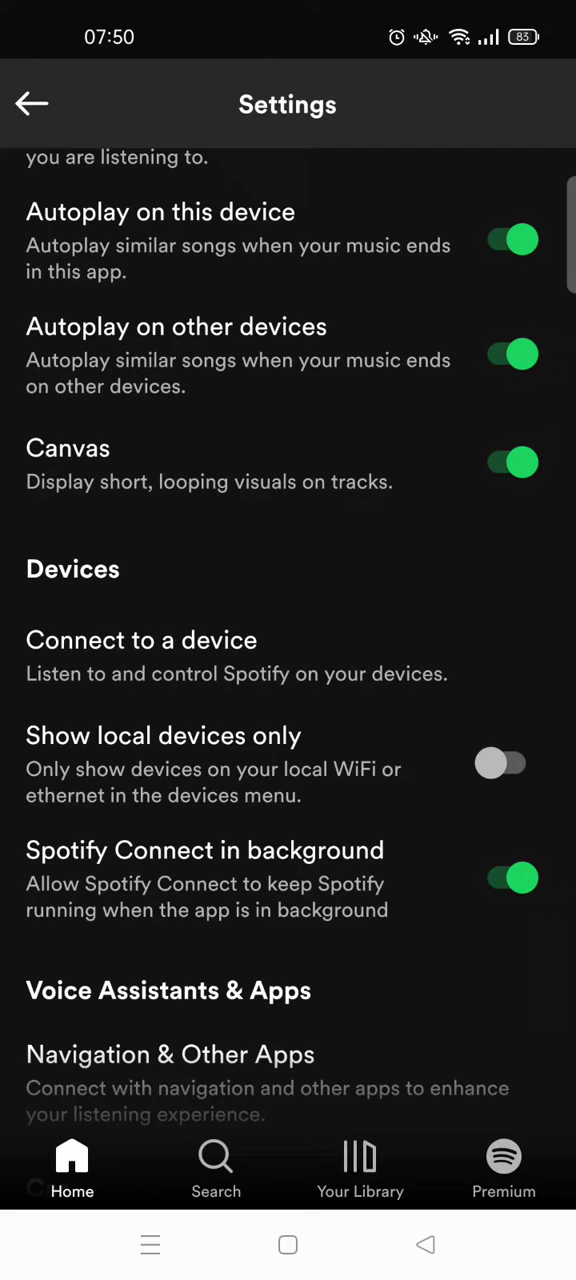 07:50
83
Settings
you are listening to.
Autoplay on this device
Autoplay similar songs when your music ends
in this app.
Autoplay on other devices
Autoplay similar songs when your music ends
on other devices.
Canvas
Display short, looping visuals on tracks.
Devices
Connect to a device
Listen to and control Spotify on your devices.
Show local devices only
Only show devices on your local WiFi or
ethernet in the devices menu.
Spotify Connect in background
Allow Spotify Connect to keep Spotify
running when the app is in background
Voice Assistants & Apps
Navigation & Other Apps
Connect with navigation and other apps to enhance
your listening experience.
Home
Search
Your Library
Premium